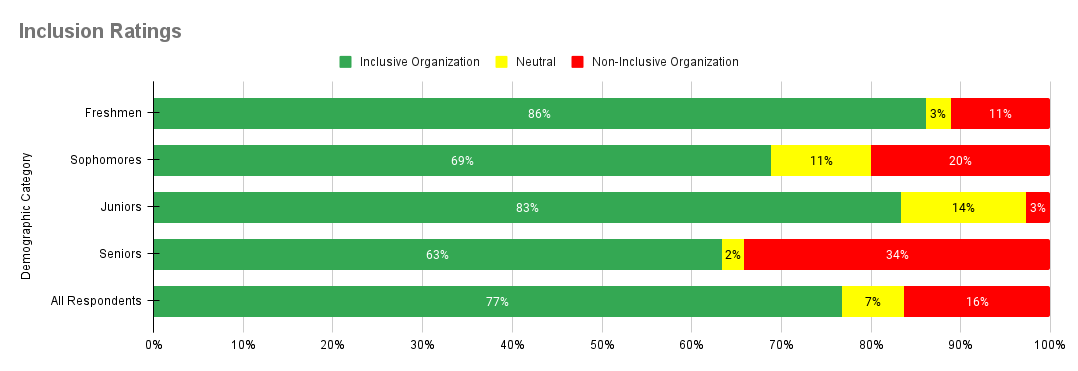 Inclusion Ratings
Inclusive Organization Neutral Non-Inclusive Organization
Demographic Category
Freshmen 86% 3% 11%
Sophomores 69% 11% 20%
Juniors 83% 14% 3%
Seniors 63% 2% 34%
All Respondents 77% 7% 16%
0% 10% 20% 30% 40% 50% 60% 70% 80% 90% 100%